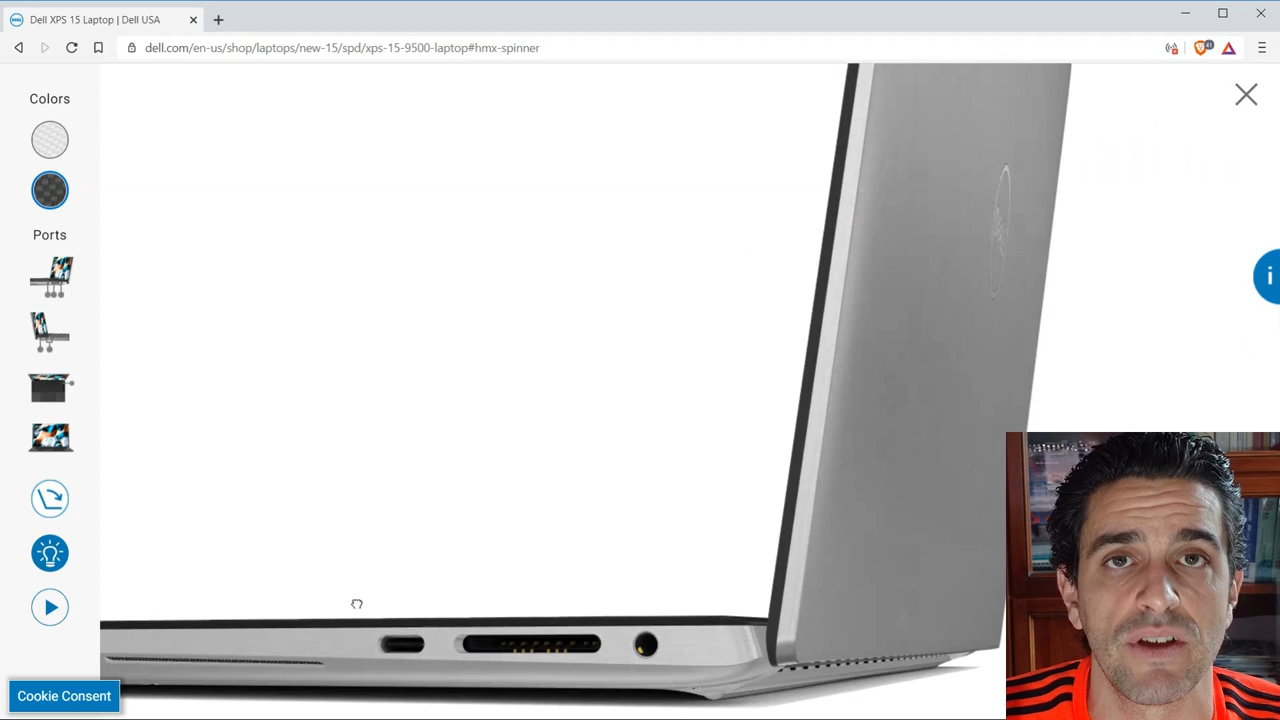 Dell XPS 15 Laptop | Dell USA
dell.com/en-us/shop/laptops/new-15/spd/xps-15-9500-laptop#hmx-spinner
41
Colors
Ports
i
Cookie Consent